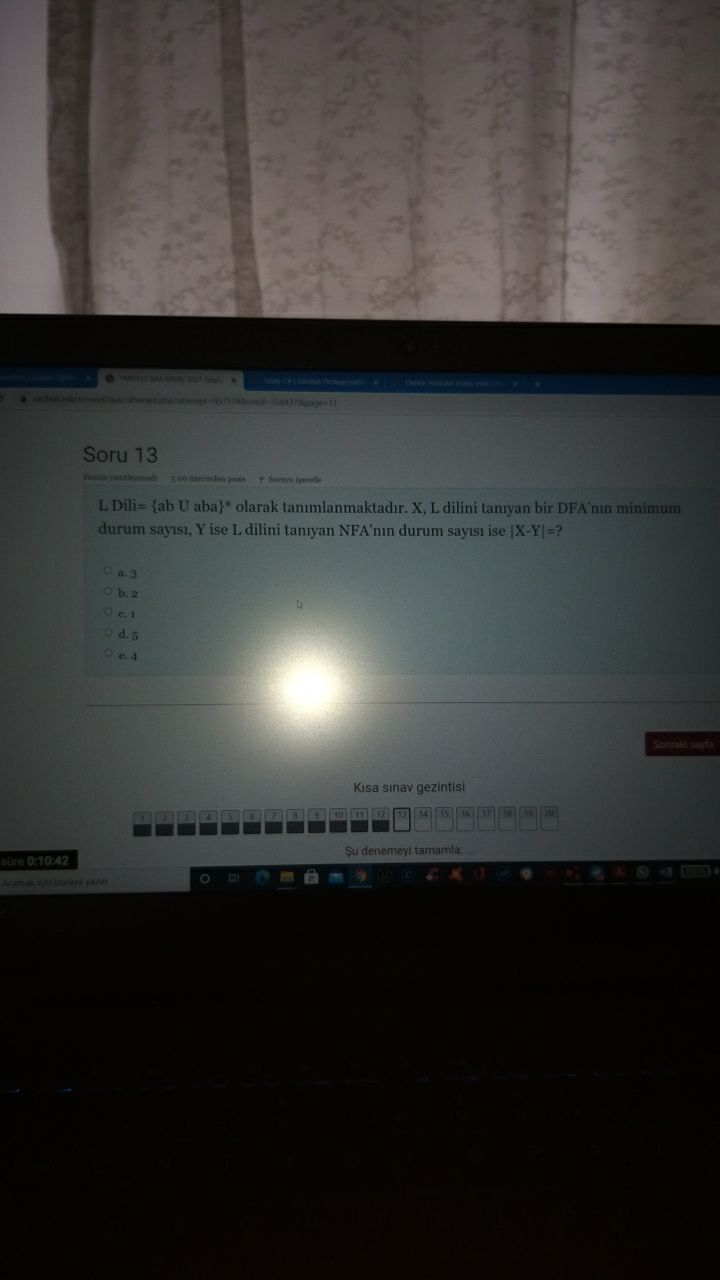 Soru 13
Henüz yanıtlanmadı 5.00 üzerinden puan Soruyu işaretle
L Dili= {ab U aba}* olarak tanımlanmaktadır. X, L dilini tanıyan bir DFA'nın minimum
durum sayısı, Y ise L dilini tanıyan NFA'nın durum sayısı ise |X-Y|=?
a. 3
b. 2
c. 1
d. 5
e. 4
Sonraki sayfa
Kısa sınav gezintisi
1 2 3 4 5 6 7 8 9 10 11 12 13 14 15 16 17 18 19 20
Şu denemeyi tamamla: ...
süre 0:10:42
Aramak için buraya yazın